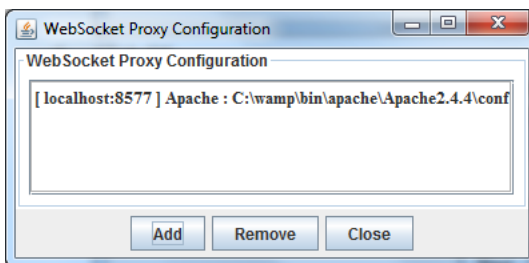 WebSocket Proxy Configuration
WebSocket Proxy Configuration
[ localhost:8577 ] Apache : C:\wamp\bin\apache\Apache2.4.4\conf
Add Remove Close